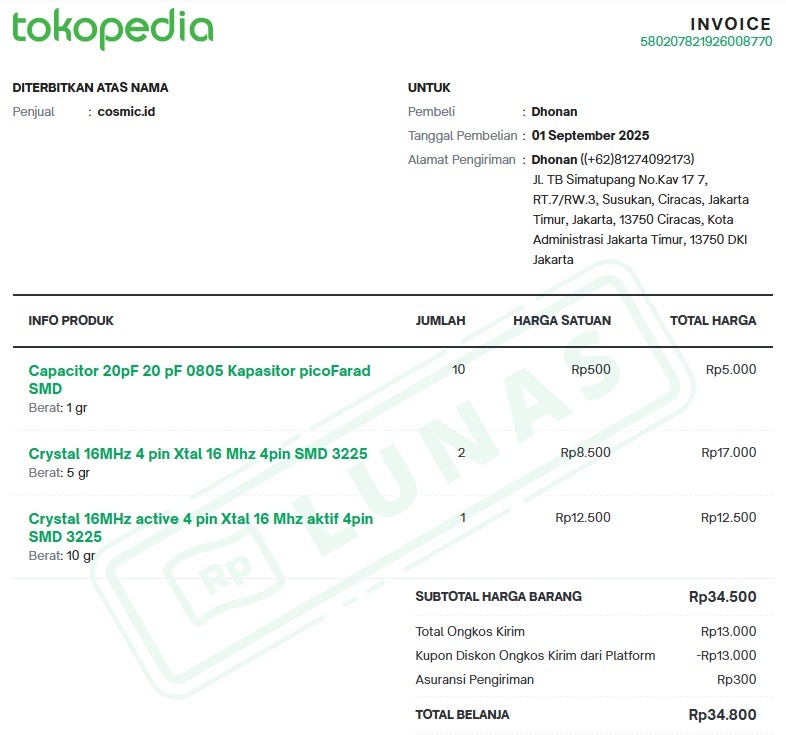 tokopedia
INVOICE
580207821926008770
DITERBITKAN ATAS NAMA
Penjual : cosmic.id
UNTUK
Pembeli : Dhonan
Tanggal Pembelian : 01 September 2025
Alamat Pengiriman : Dhonan ((+62)81274092173)
Jl. TB Simatupang No.Kav 17 7,
RT.7/RW.3, Susukan, Ciracas, Jakarta
Timur, Jakarta, 13750 Ciracas, Kota
Administrasi Jakarta Timur, 13750 DKI
Jakarta
INFO PRODUK JUMLAH HARGA SATUAN TOTAL HARGA
Capacitor 20pF 20 pF 0805 Kapasitor picoFarad 10 Rp500 Rp5.000
SMD
Berat: 1 gr
Crystal 16MHz 4 pin Xtal 16 Mhz 4pin SMD 3225 2 Rp8.500 Rp17.000
Berat: 5 gr
Crystal 16MHz active 4 pin Xtal 16 Mhz aktif 4pin 1 Rp12.500 Rp12.500
SMD 3225
Berat: 10 gr
Rp LUNAS
SUBTOTAL HARGA BARANG Rp34.500
Total Ongkos Kirim Rp13.000
Kupon Diskon Ongkos Kirim dari Platform -Rp13.000
Asuransi Pengiriman Rp300
TOTAL BELANJA Rp34.800